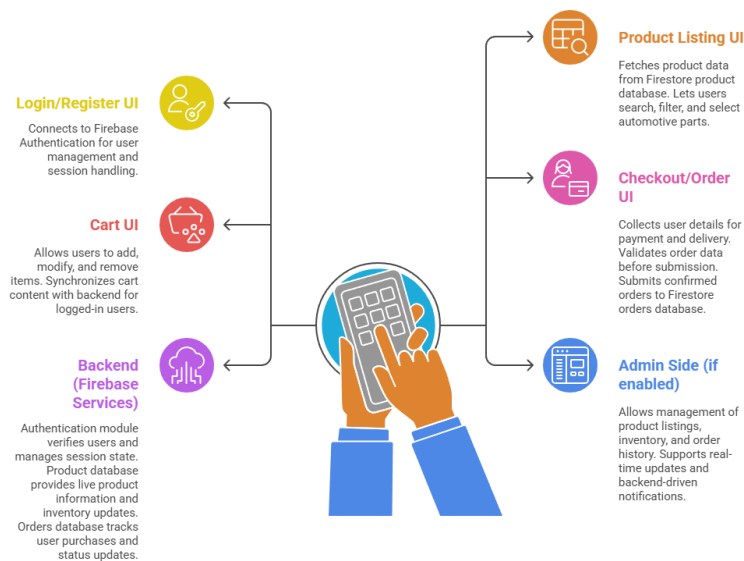 Login/Register UI
Connects to Firebase
Authentication for user
management and
session handling.
Cart UI
Allows users to add,
modify, and remove
items. Synchronizes cart
content with backend for
logged-in users.
Backend
(Firebase
Services)
Authentication module
verifies users and
manages session state.
Product database
provides live product
information and
inventory updates.
Orders database tracks
user purchases and
status updates.
Product Listing UI
Fetches product data
from Firestore product
database. Lets users
search, filter, and select
automotive parts.
Checkout/Order
UI
Collects user details for
payment and delivery.
Validates order data
before submission.
Submits confirmed
orders to Firestore
orders database.
Admin Side (if
enabled)
Allows management of
product listings,
inventory, and order
history. Supports real-
time updates and
backend-driven
notifications.